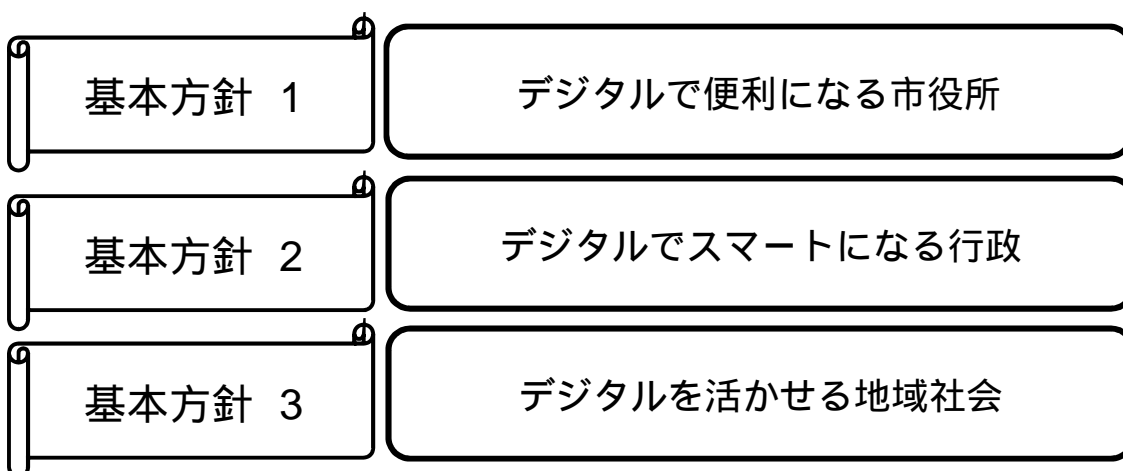 基本方針 1
デジタルで便利になる市役所
基本方針 2
デジタルでスマートになる行政
基本方針 3
デジタルを活かせる地域社会